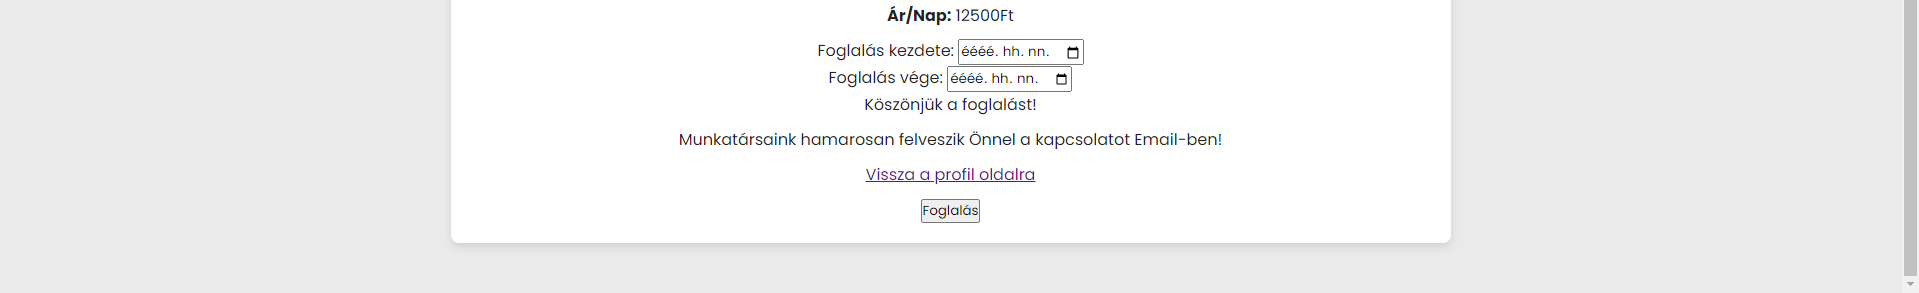 Ár/Nap: 12500Ft
Foglalás kezdete: éééé. hh. nn.
Foglalás vége: éééé. hh. nn.
Köszönjük a foglalást!
Munkatársaink hamarosan felveszik Önnel a kapcsolatot Email-ben!
Vissza a profil oldalra
Foglalás